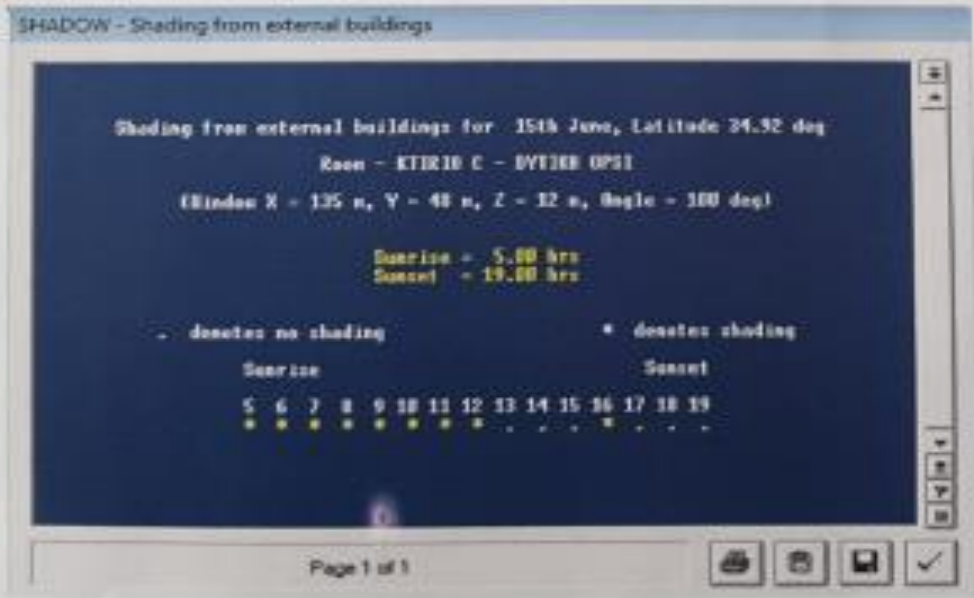 SHADOW - Shading from external buildings
Shading from external buildings for 15th June, Latitude 34.92 deg
Room - KTIRIO C - DYTIKH OPSI
(Window X - 135 m, Y - 48 m, Z - 12 m, Angle - 180 deg)
Sunrise = 5.00 hrs
Sunset = 19.00 hrs
. denotes no shading * denotes shading
Sunrise Sunset
5 6 7 8 9 10 11 12 13 14 15 16 17 18 19
* * * * * * * * . . . * . . .
Page 1 of 1